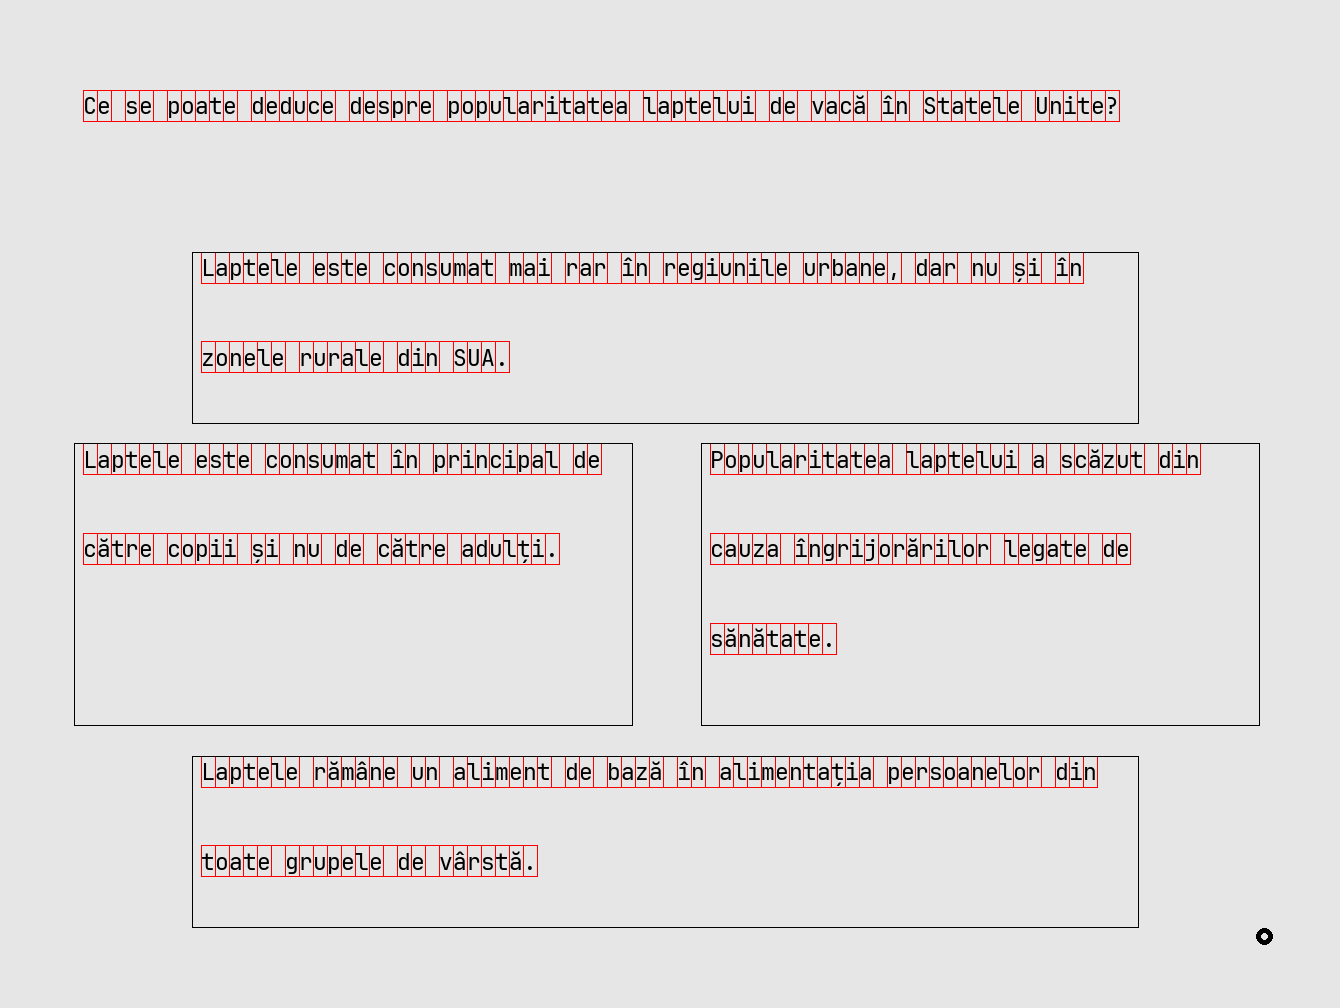 Ce se poate deduce despre popularitatea laptelui de vacă în Statele Unite?
Laptele este consumat mai rar în regiunile urbane, dar nu și în
zonele rurale din SUA.
Laptele este consumat în principal de
către copii și nu de către adulți.
Popularitatea laptelui a scăzut din
cauza îngrijorărilor legate de
sănătate.
Laptele rămâne un aliment de bază în alimentația persoanelor din
toate grupele de vârstă.